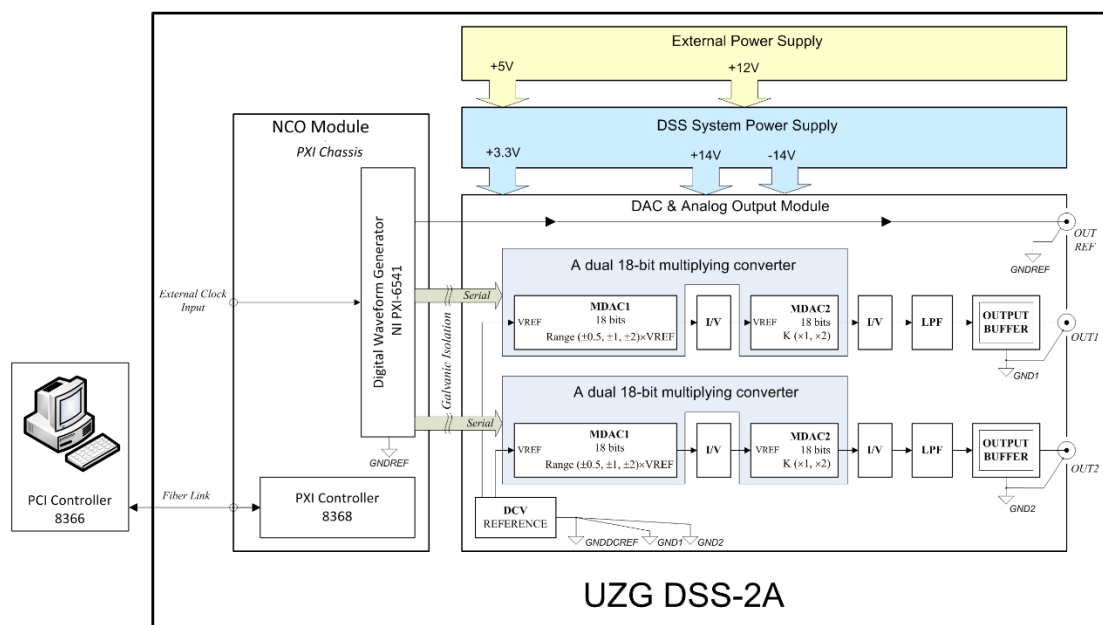 External Power Supply
+5V
+12V
NCO Module
PXI Chassis
DSS System Power Supply
+3.3V
+14V
-14V
DAC & Analog Output Module
Digital Waveform Generator
NI PXI-6541
OUT
REF
GNDREF
External Clock
Input
Serial
A dual 18-bit multiplying converter
VREF
MDAC1
18 bits
Range (±0.5, ±1, ±2)×VREF
I/V
VREF
MDAC2
18 bits
K (×1, ×2)
I/V
LPF
OUTPUT
BUFFER
OUT1
GND1
Galvanic Isolation
A dual 18-bit multiplying converter
Serial
VREF
MDAC1
18 bits
Range (±0.5, ±1, ±2)×VREF
I/V
VREF
MDAC2
18 bits
K (×1, ×2)
I/V
LPF
OUTPUT
BUFFER
OUT2
GND2
GNDREF
PCI Controller
8366
Fiber Link
PXI Controller
8368
DCV
REFERENCE
GNDDCREF
GND1
GND2
UZG DSS-2A